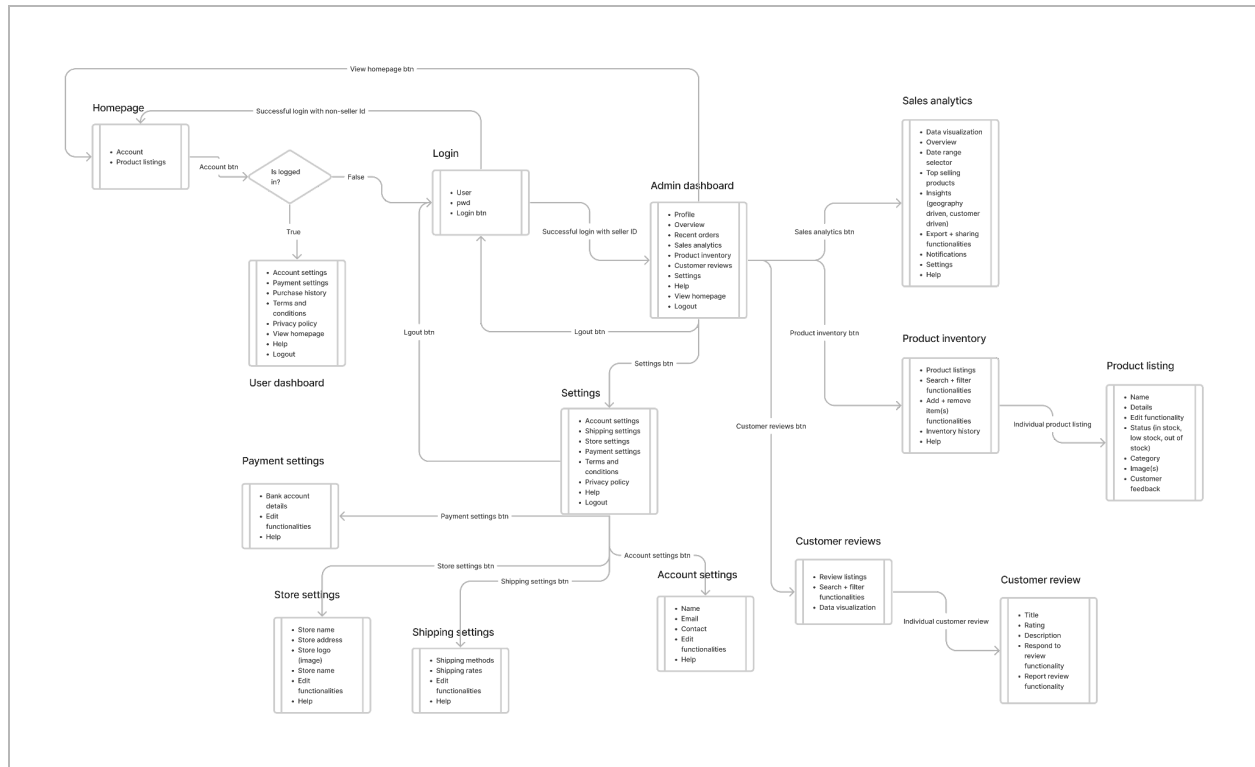 View homepage btn
Homepage
• Account
• Product listings
Successful login with non-seller Id
Account btn
Is logged
in?
False
True
• Account settings
• Payment settings
• Purchase history
• Terms and
conditions
• Privacy policy
• View homepage
• Help
• Logout
User dashboard
Login
• User
• pwd
• Login btn
Successful login with seller ID
Lgout btn
Lgout btn
Admin dashboard
• Profile
• Overview
• Recent orders
• Sales analytics
• Product inventory
• Customer reviews
• Settings
• Help
• View homepage
• Logout
Sales analytics btn
Sales analytics
• Data visualization
• Overview
• Date range
selector
• Top selling
products
• Insights
(geography
driven, customer
driven)
• Export + sharing
functionalities
• Notifications
• Settings
• Help
Product inventory btn
Product inventory
• Product listings
• Search + filter
functionalities
• Add + remove
item(s)
functionalities
• Inventory history
• Help
Individual product listing
Product listing
• Name
• Details
• Edit functionality
• Status (in stock,
low stock, out of
stock)
• Category
• Image(s)
• Customer
feedback
Settings btn
Settings
• Account settings
• Shipping settings
• Store settings
• Payment settings
• Terms and
conditions
• Privacy policy
• Help
• Logout
Customer reviews btn
Payment settings
• Bank account
details
• Edit
functionalities
• Help
Payment settings btn
Store settings btn
Shipping settings btn
Account settings btn
Store settings
• Store name
• Store address
• Store logo
(image)
• Store name
• Edit
functionalities
• Help
Shipping settings
• Shipping methods
• Shipping rates
• Edit
functionalities
• Help
Account settings
• Name
• Email
• Contact
• Edit
functionalities
• Help
Customer reviews
• Review listings
• Search + filter
functionalities
• Data visualization
Individual customer review
Customer review
• Title
• Rating
• Description
• Respond to
review
functionality
• Report review
functionality